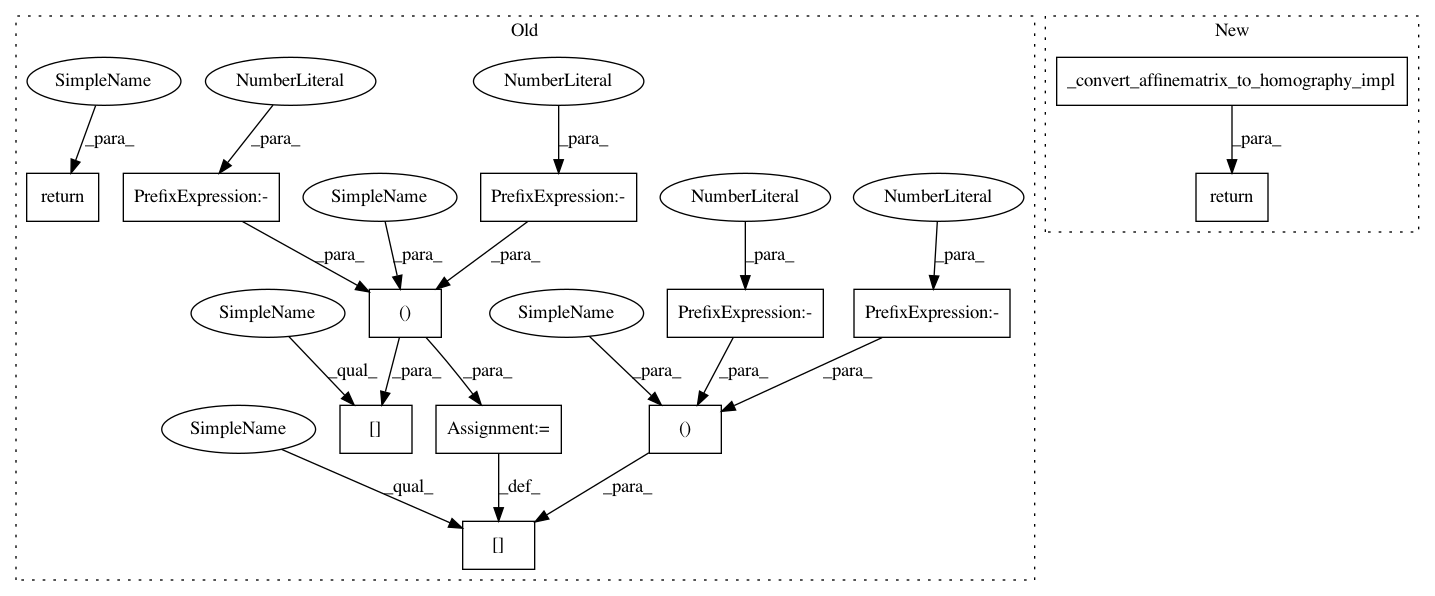 Old
New
SimpleName
NumberLiteral
NumberLiteral
_convert_affinematrix_to_homography_impl
_para_
_para_
_para_
_para_
return
PrefixExpression:-
SimpleName
PrefixExpression:-
NumberLiteral
NumberLiteral
return
_para_
_para_
_para_
_para_
_para_
SimpleName
()
SimpleName
PrefixExpression:-
PrefixExpression:-
_qual_
_para_
_para_
_para_
_para_
_para_
SimpleName
[]
Assignment:=
()
_qual_
_def_
_para_
[]